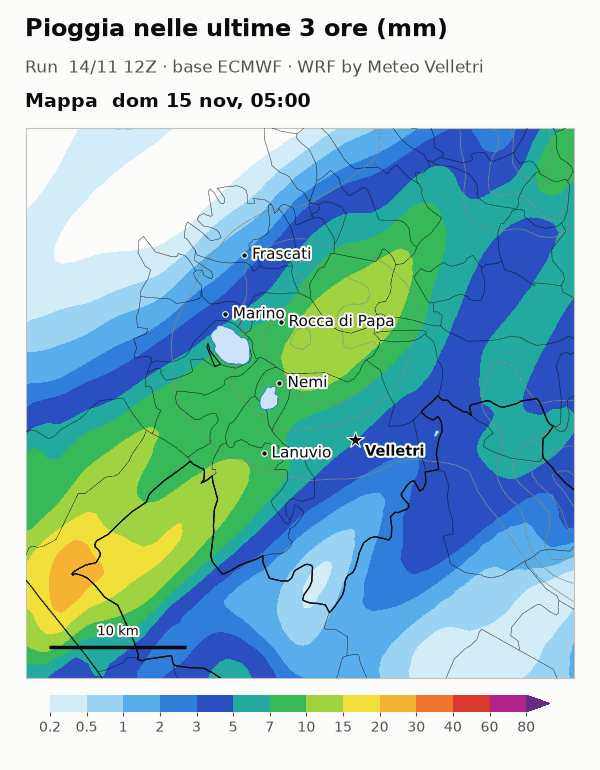 Pioggia nelle ultime 3 ore (mm)
Run  14/11 12Z · base ECMWF · WRF by Meteo Velletri
Mappa  dom 15 nov, 05:00
Frascati
Marino
Rocca di Papa
Nemi
Velletri
Lanuvio
10 km
0.2 0.5 1 2 3 5 7 10 15 20 30 40 60 80